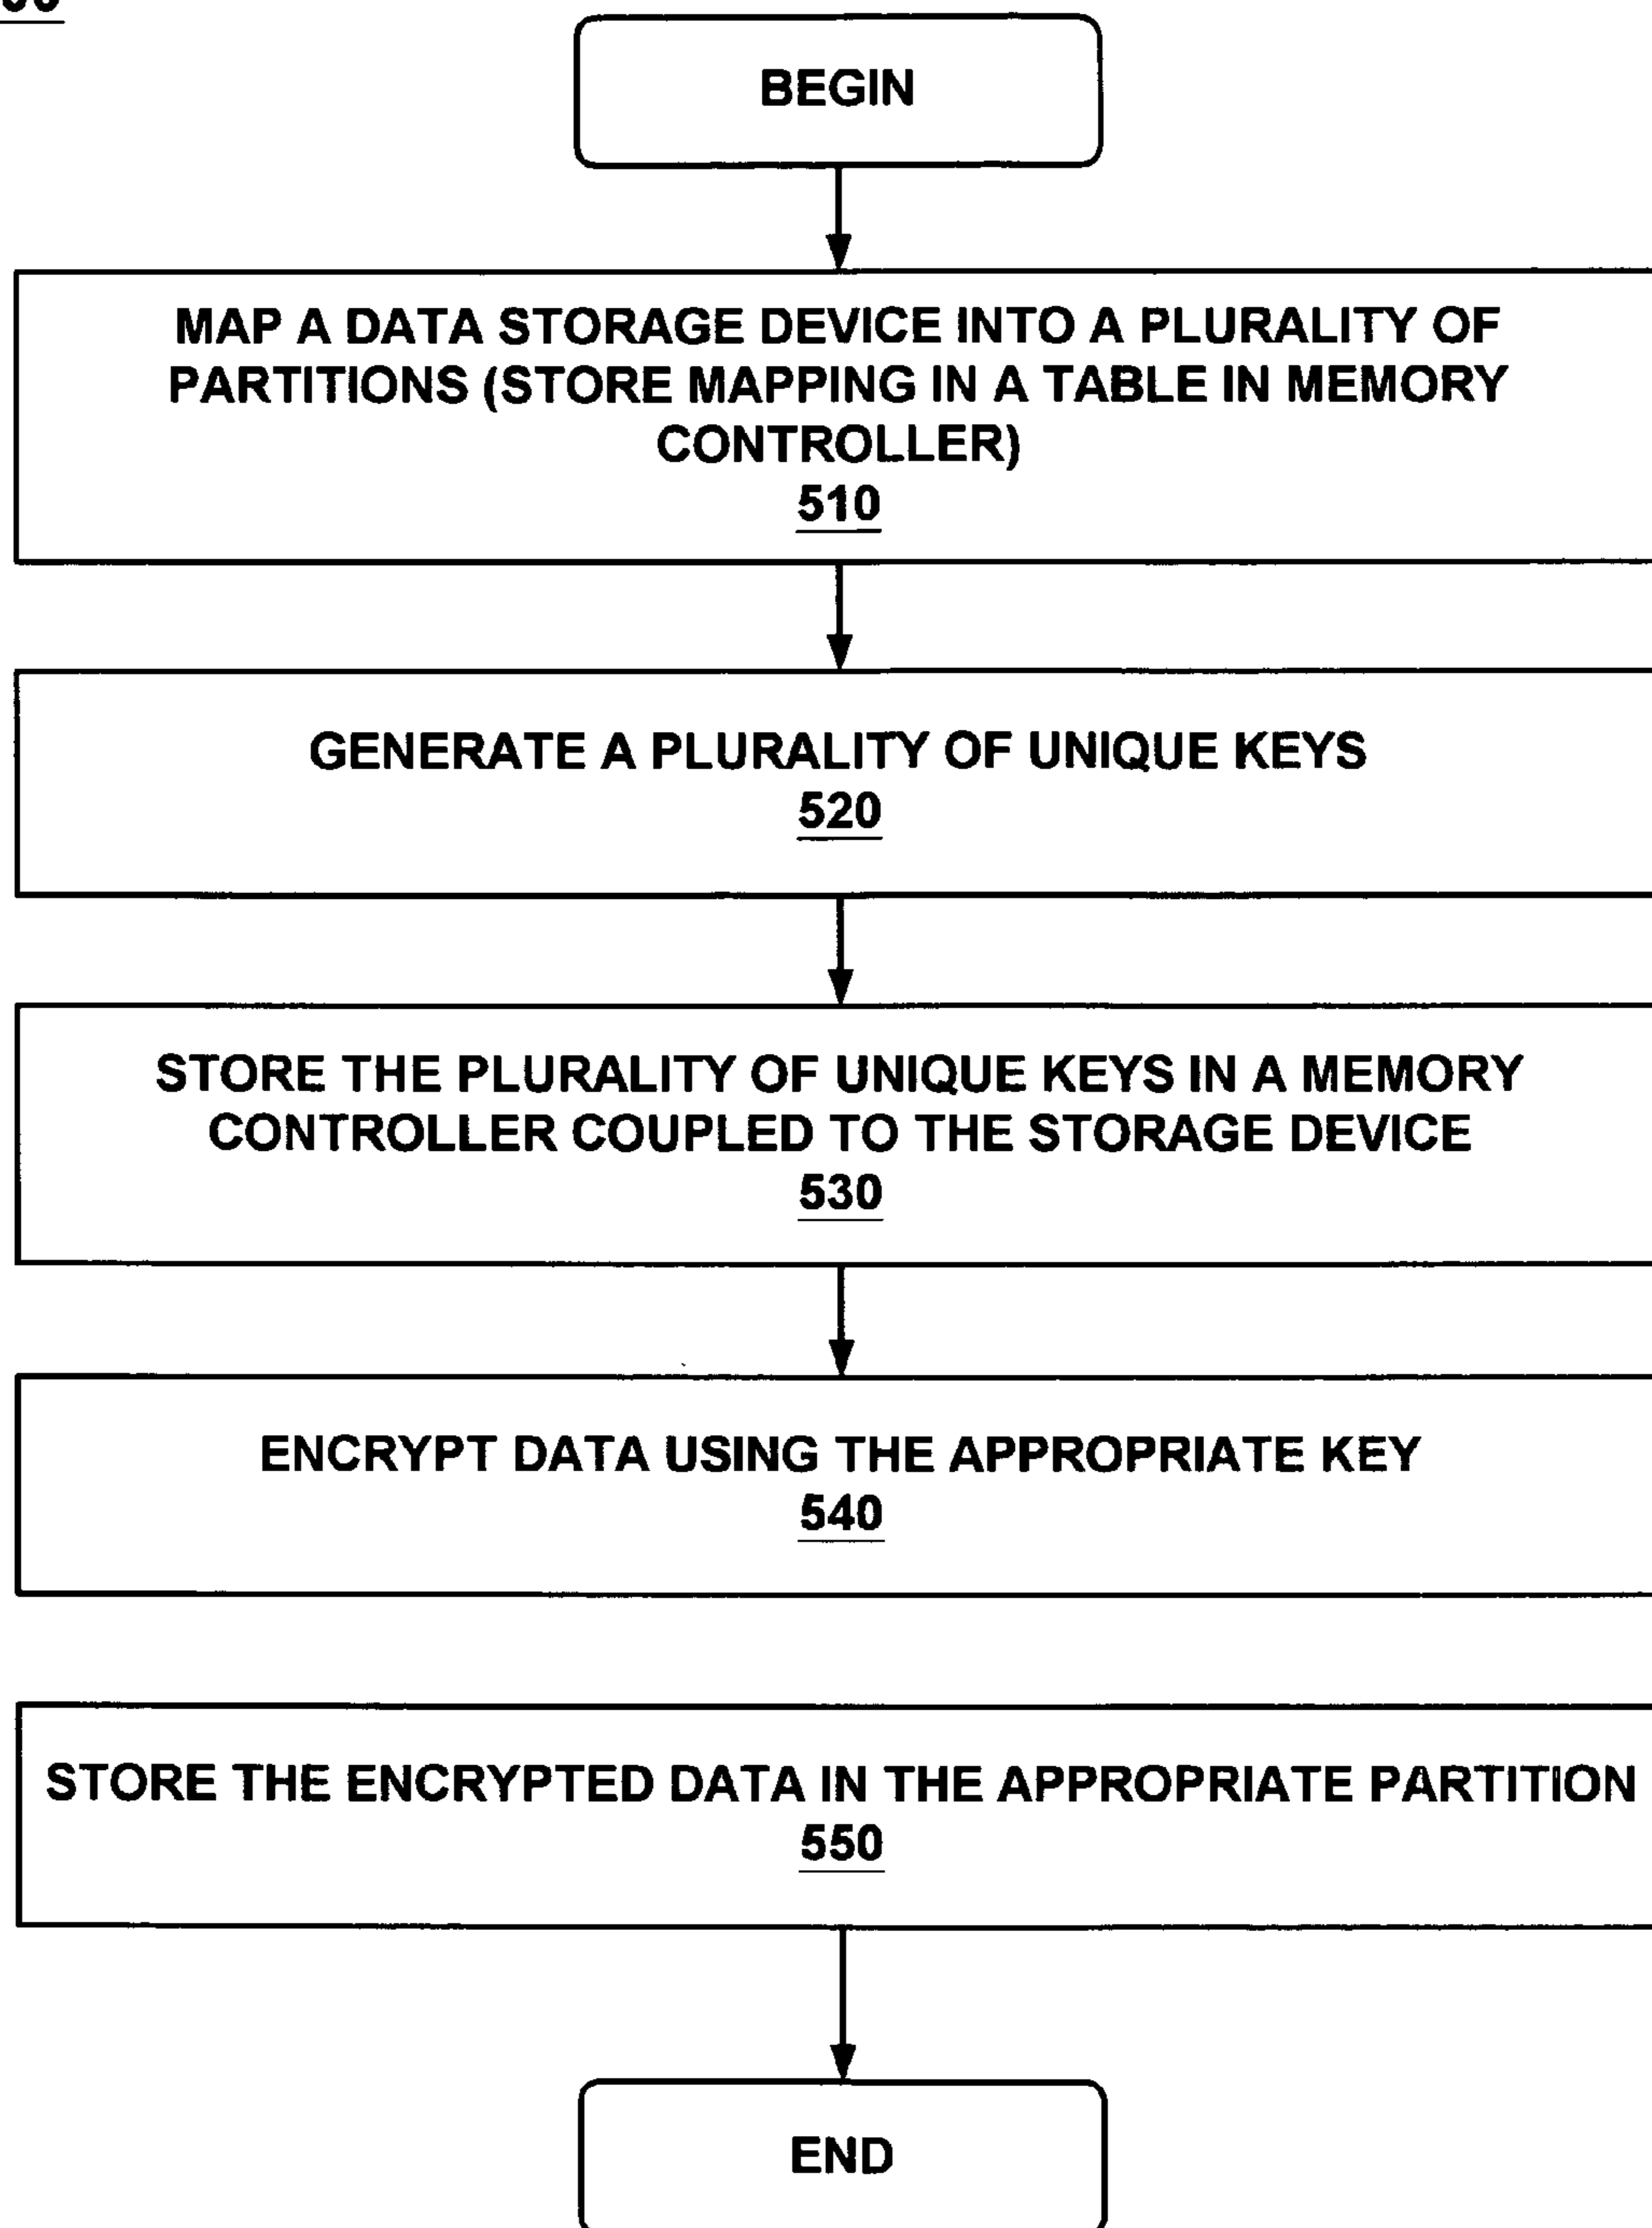 BEGIN
MAP A DATA STORAGE DEVICE INTO A PLURALITY OF
PARTITIONS (STORE MAPPING IN A TABLE IN MEMORY
CONTROLLER)
510
GENERATE A PLURALITY OF UNIQUE KEYS
520
STORE THE PLURALITY OF UNIQUE KEYS IN A MEMORY
CONTROLLER COUPLED TO THE STORAGE DEVICE
530
ENCRYPT DATA USING THE APPROPRIATE KEY
540
STORE THE ENCRYPTED DATA IN THE APPROPRIATE PARTITION
550
END